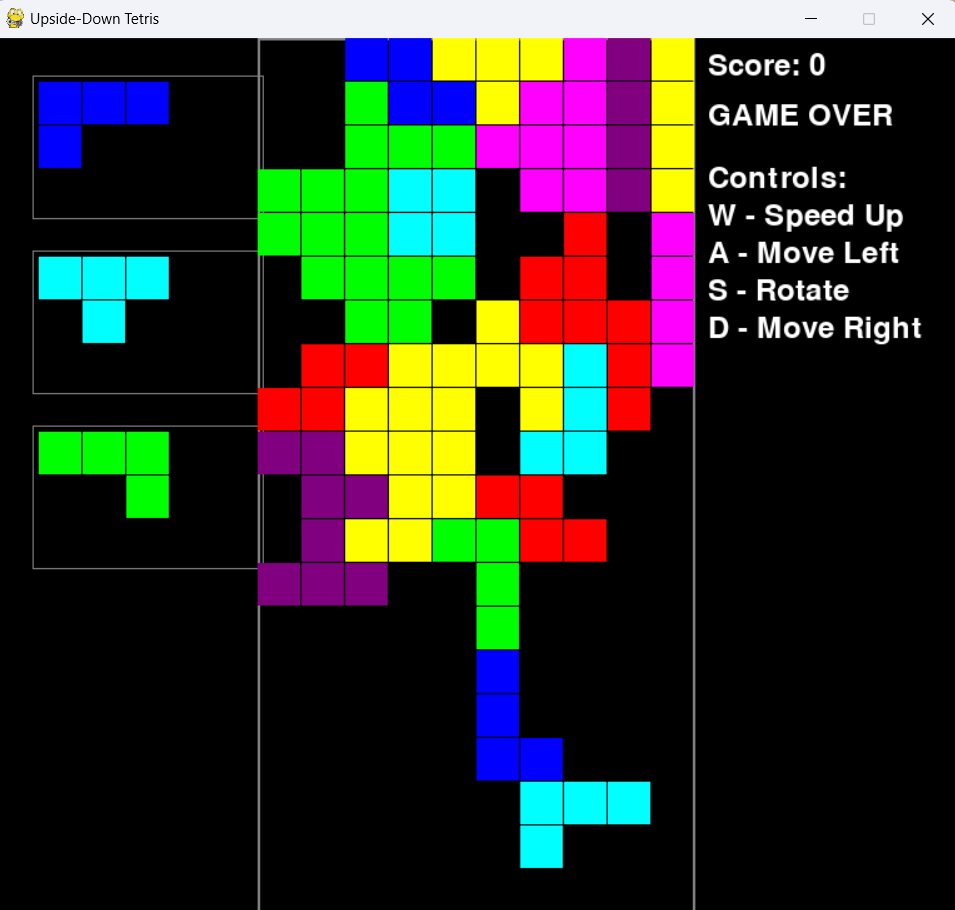 Upside-Down Tetris
Score: 0
GAME OVER
Controls:
W - Speed Up
A - Move Left
S - Rotate
D - Move Right